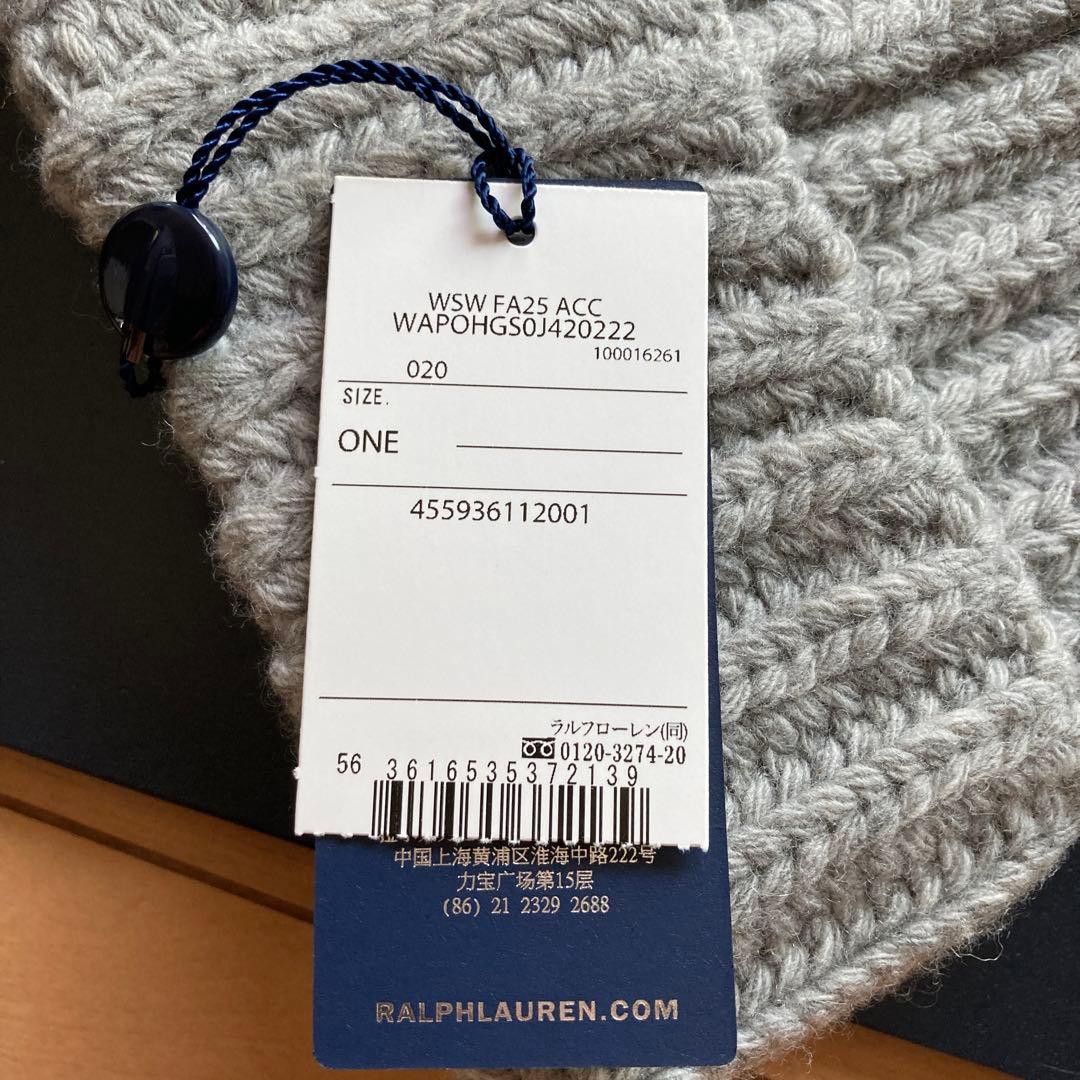 WSW FA25 ACC
WAPOHGS0J420222
100016261
020
SIZE.
ONE
455936112001
ラルフローレン(同)
0120-3274-20
56 3616535372139
中国上海黄浦区淮海中路222号
力宝广场第15层
(86) 21 2329 2688
RALPHLAUREN.COM